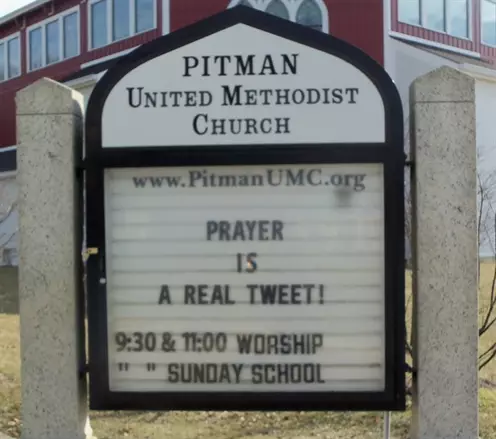 PITMAN
UNITED METHODIST
CHURCH
www.PitmanUMC.org
PRAYER
IS
A REAL TWEET!
9:30 & 11:00 WORSHIP
" " SUNDAY SCHOOL